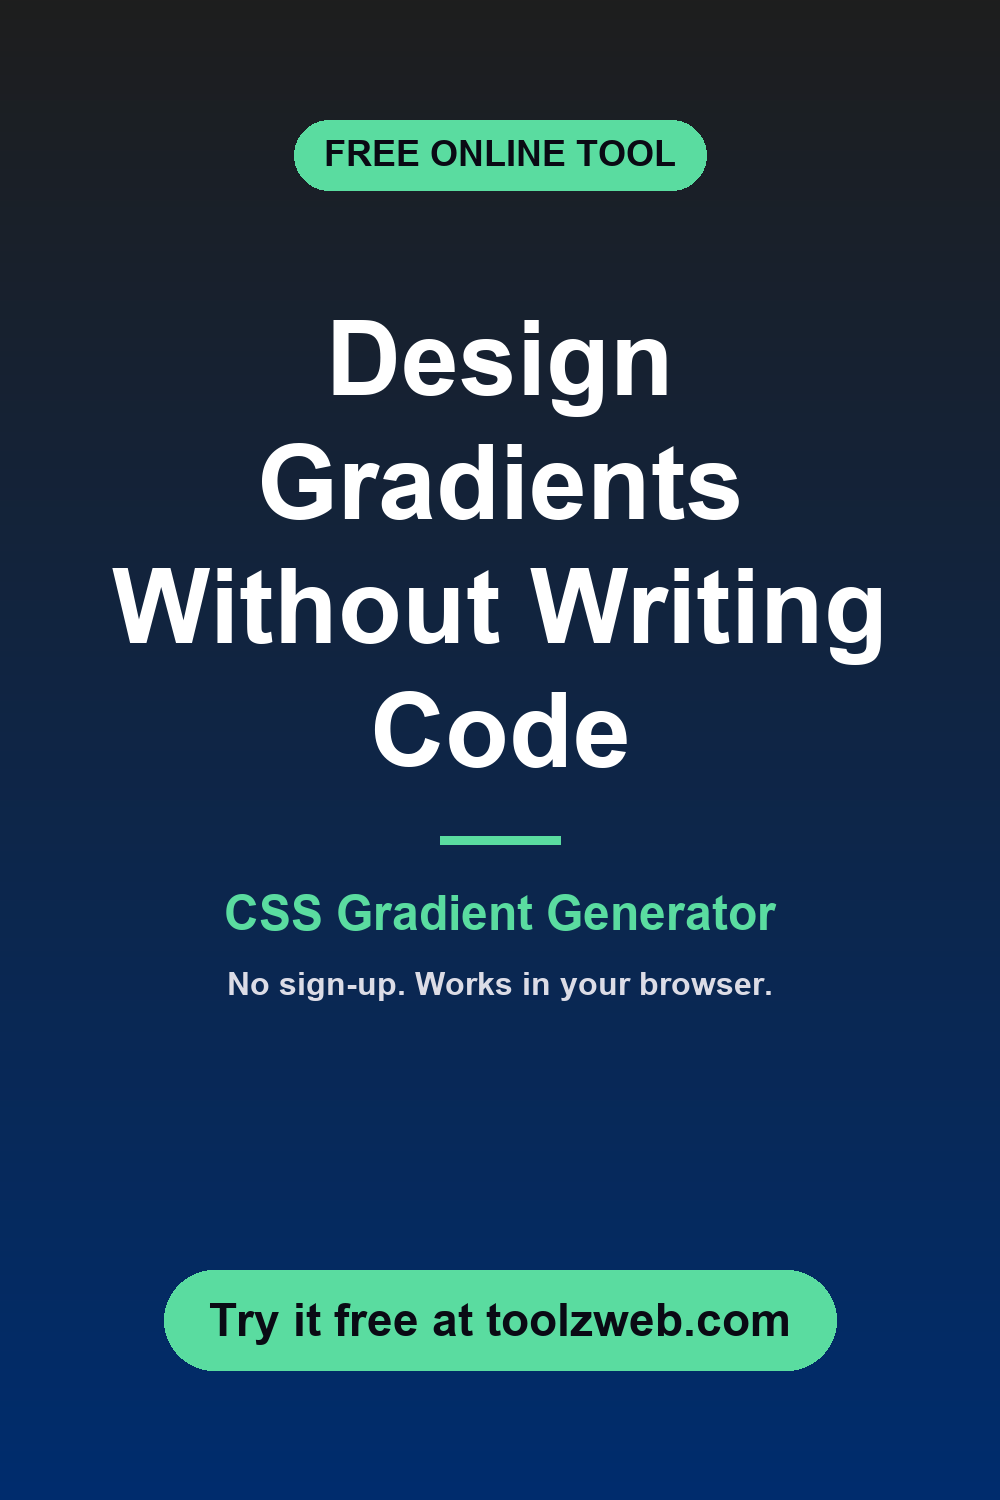 FREE ONLINE TOOL
Design
Gradients
Without Writing
Code
CSS Gradient Generator
No sign-up. Works in your browser.
Try it free at toolzweb.com